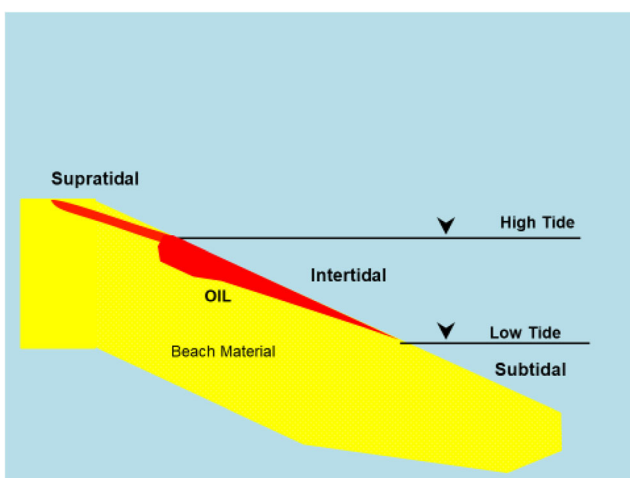 Supratidal
High Tide
Intertidal
OIL
Low Tide
Beach Material
Subtidal